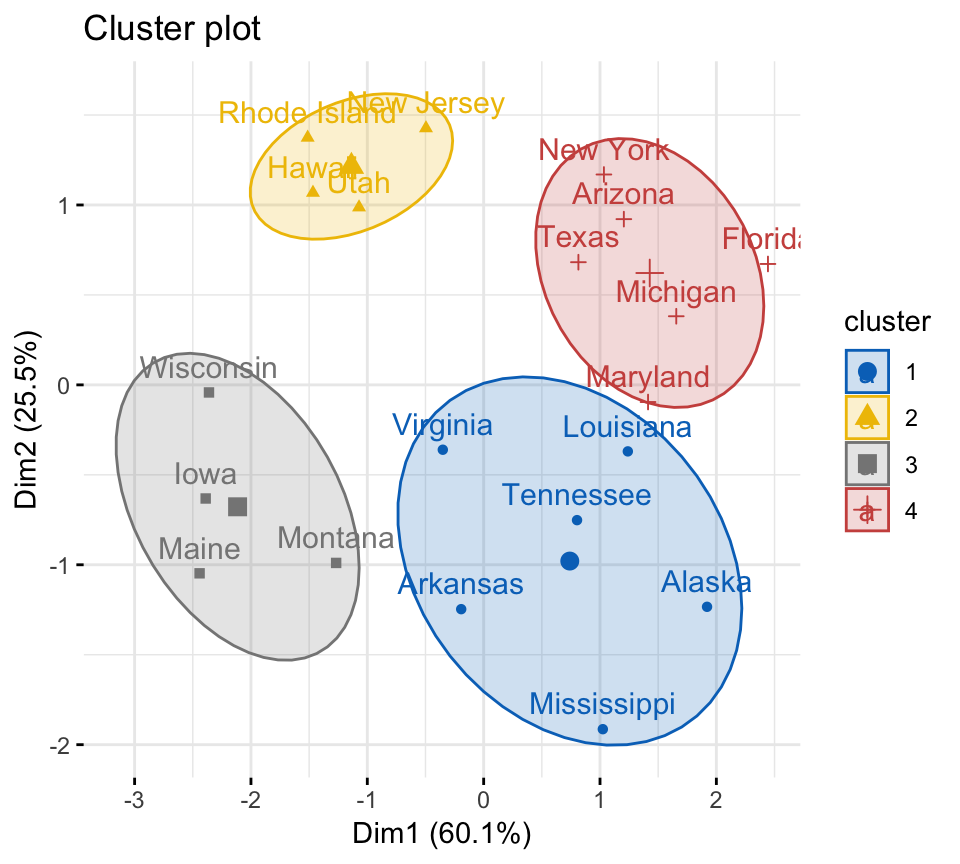 Cluster plot
New Jersey
Rhode Island
New York
Hawaii
Utah
Arizona
Texas
Florida
Michigan
Wisconsin
Maryland
Virginia
Louisiana
Iowa
Tennessee
Montana
Maine
Arkansas
Alaska
Mississippi
1
0
-1
-2
Dim2 (25.5%)
-3 -2 -1 0 1 2
Dim1 (60.1%)
cluster
a 1
a 2
a 3
a 4